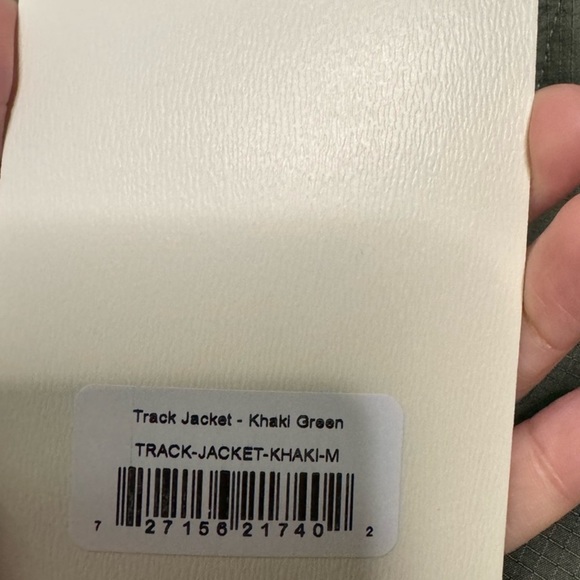 Track Jacket - Khaki Green
TRACK-JACKET-KHAKI-M
7 27156 21740 2